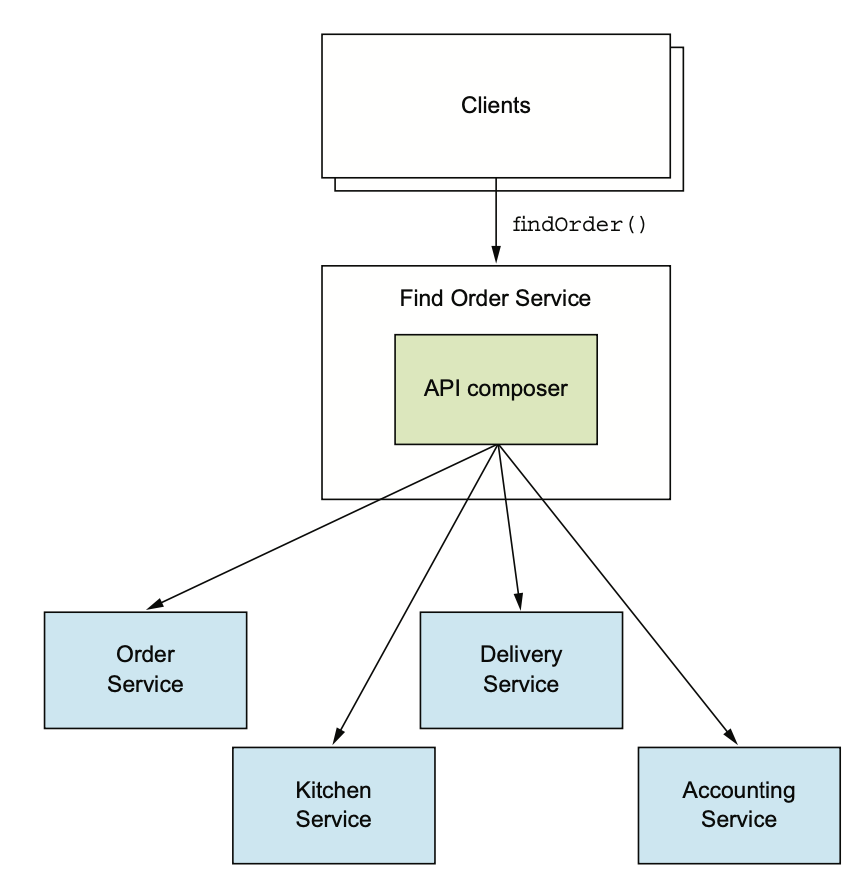 Clients
findOrder()
Find Order Service
API composer
Order
Service
Delivery
Service
Kitchen
Service
Accounting
Service